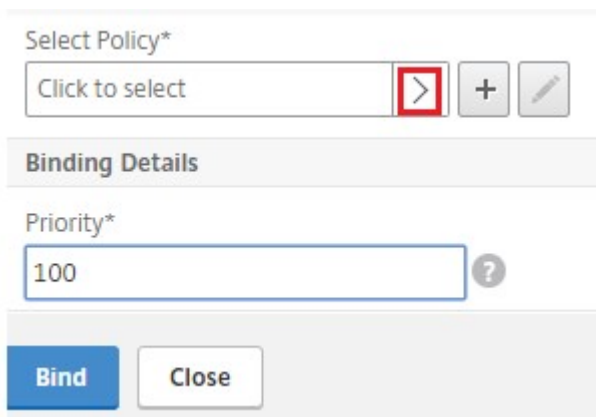 Select Policy*
Click to select
Binding Details
Priority*
100
Bind Close